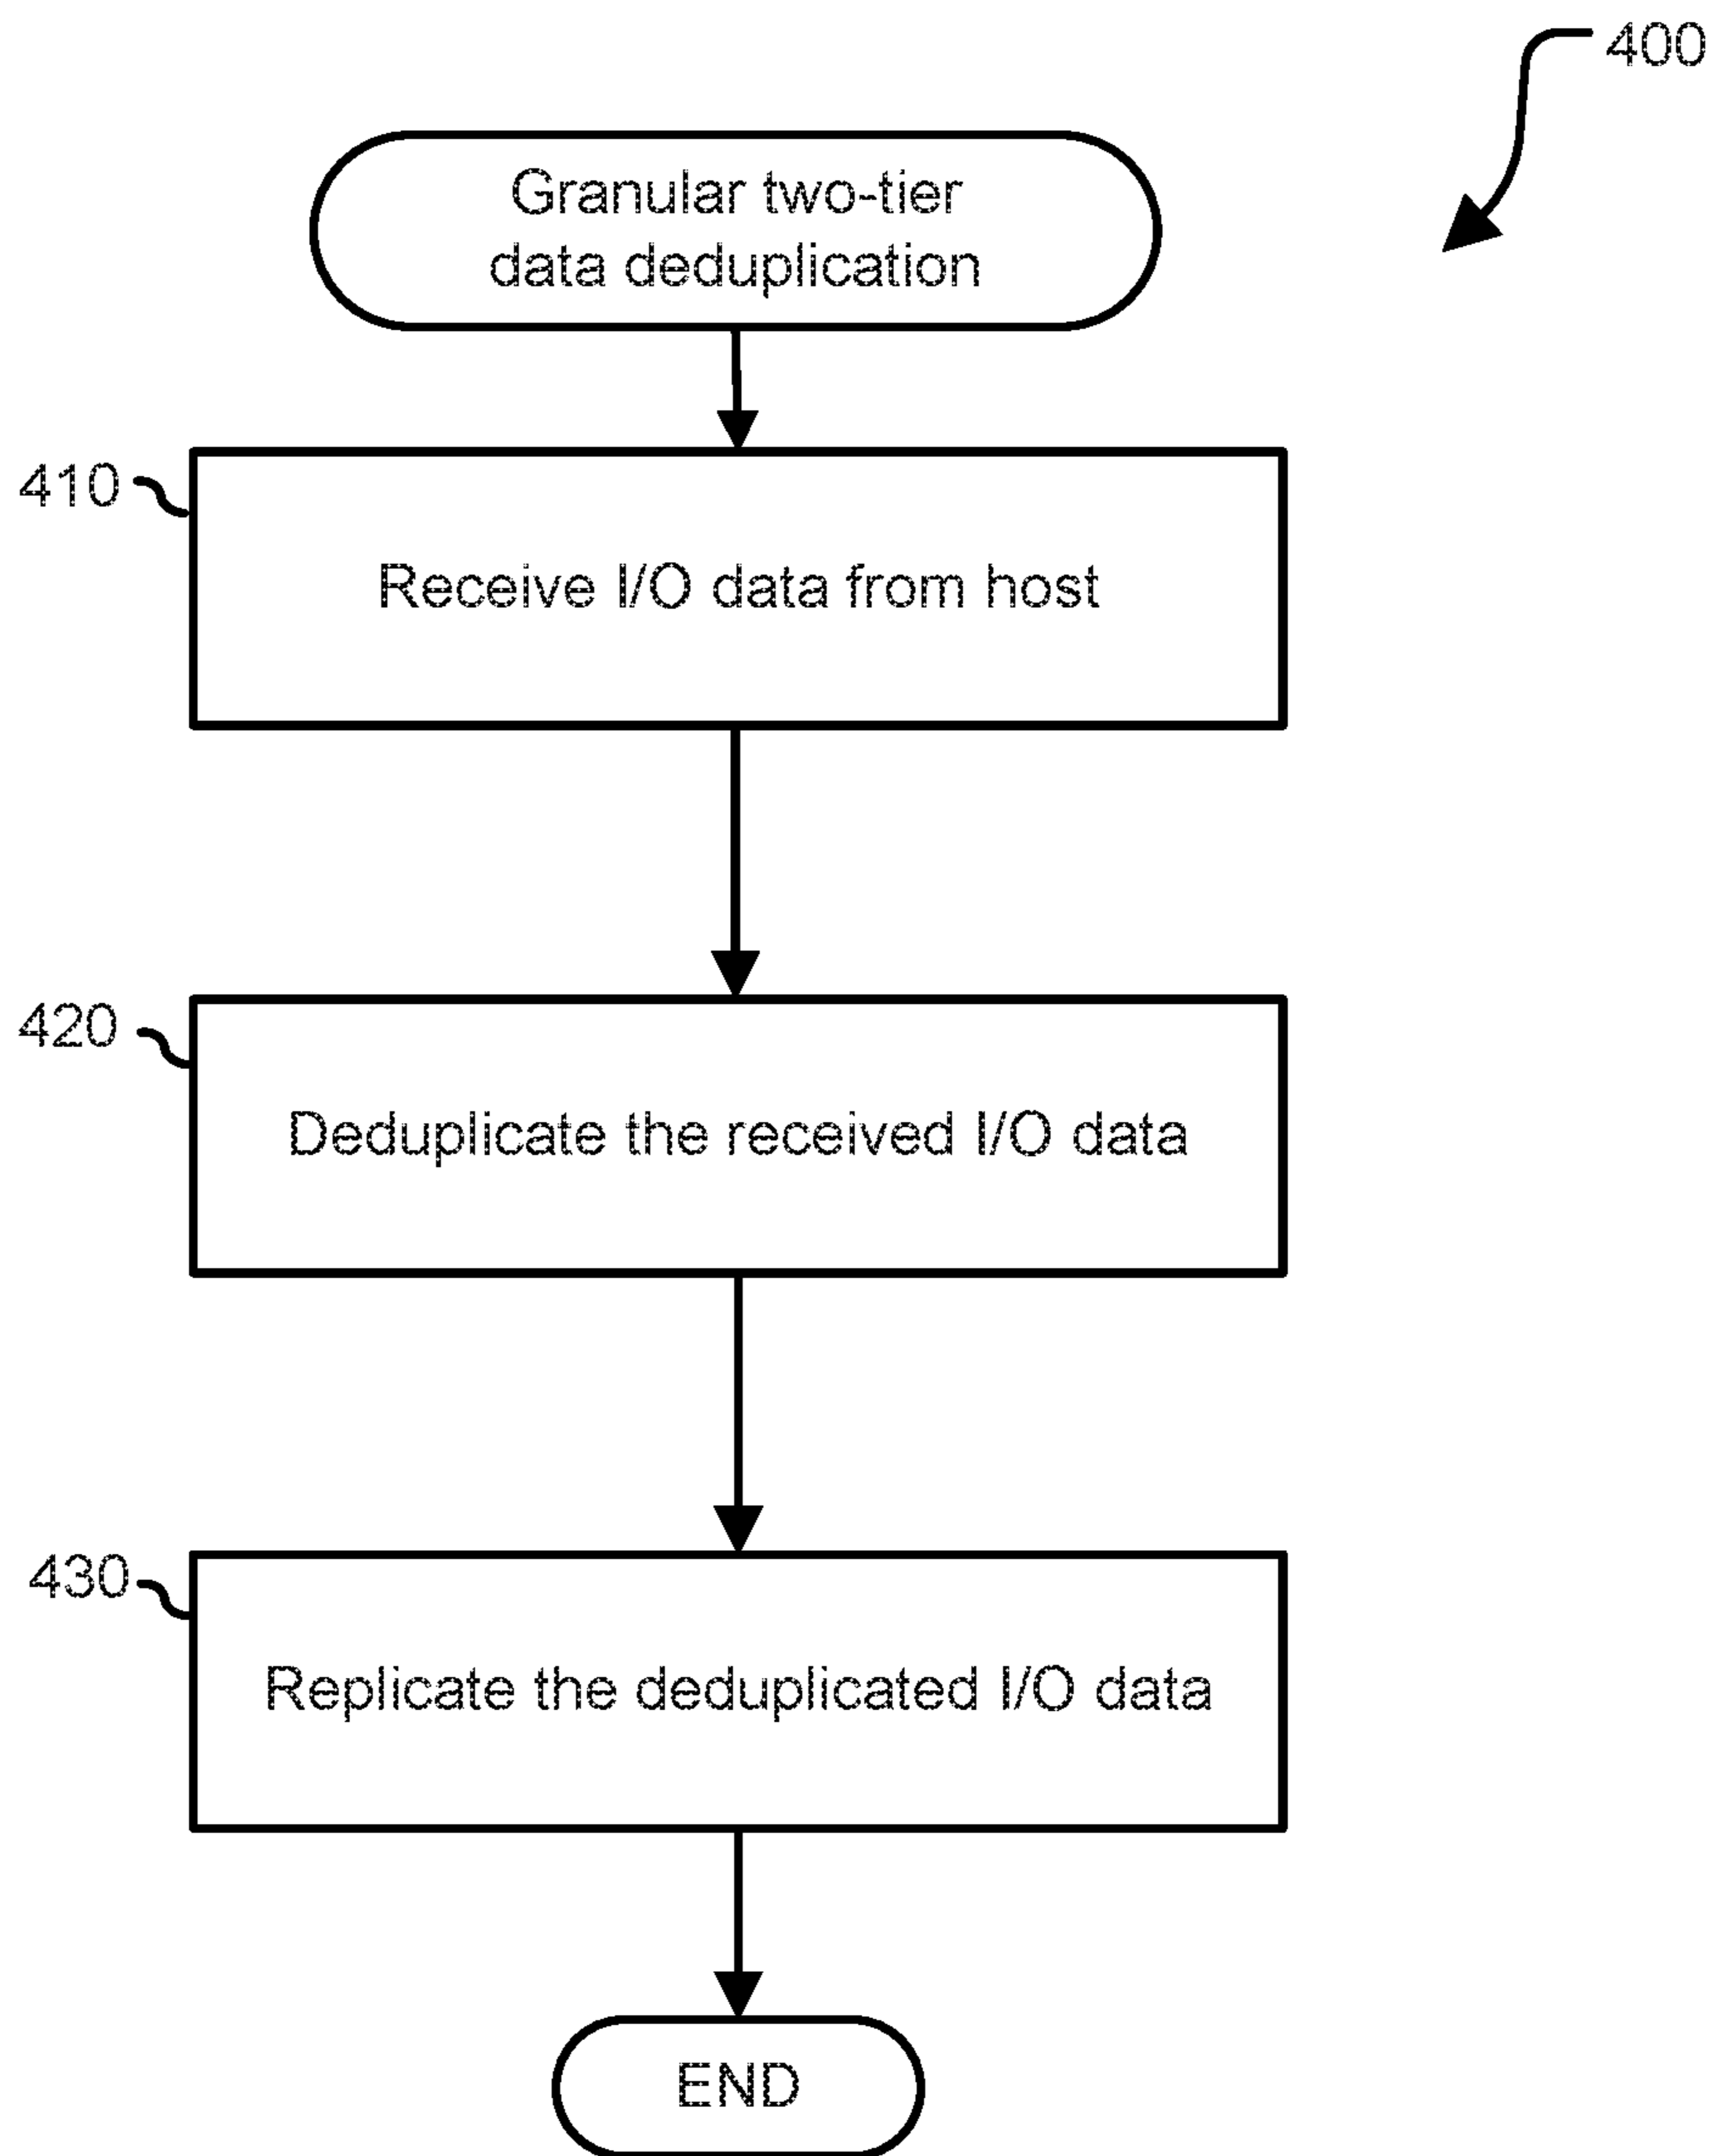 400
Granular two-tier
data deduplication
410
Receive I/O data from host
420
Deduplicate the received I/O data
430
Replicate the deduplicated I/O data
END